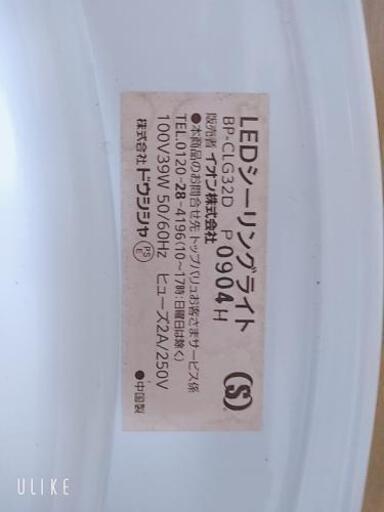 LEDシーリングライト
BP-CLG32D P0904H
販売者 イオン株式会社
●本商品のお問合せ先 トップバリュお客さまサービス係
TEL.0120-28-4196(10〜17時:日曜日は除く)
100V39W 50/60Hz ヒューズ2A/250V
株式会社 ドウシシャ PSE ●中国製
(S)
ULIKE